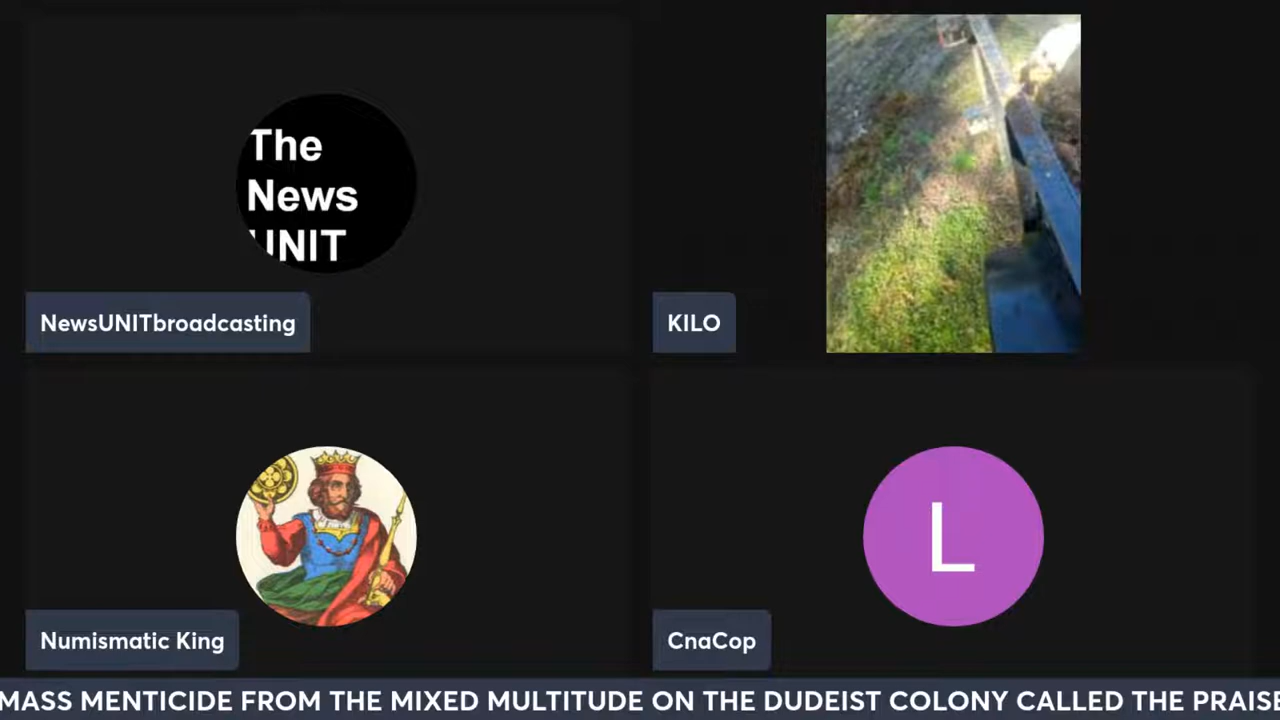 The
News
UNIT
NewsUNITbroadcasting
KILO
Numismatic King
L
CnaCop
MASS MENTICIDE FROM THE MIXED MULTITUDE ON THE DUDEIST COLONY CALLED THE PRAISE